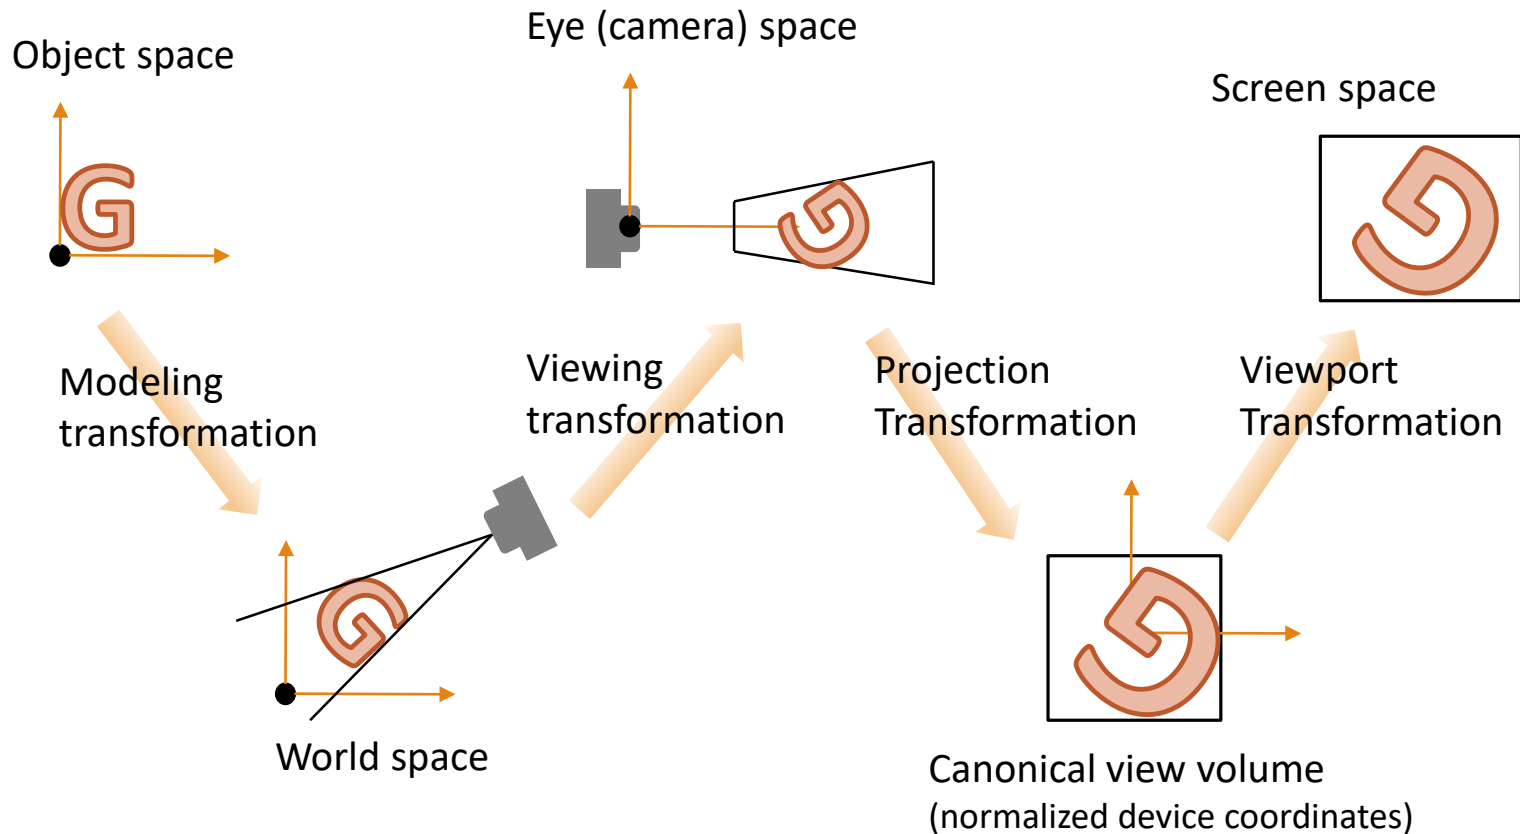 Object space
G
Modeling
transformation
G
World space
Viewing
transformation
Eye (camera) space
G
Projection
Transformation
G
Canonical view volume
(normalized device coordinates)
Viewport
Transformation
Screen space
G